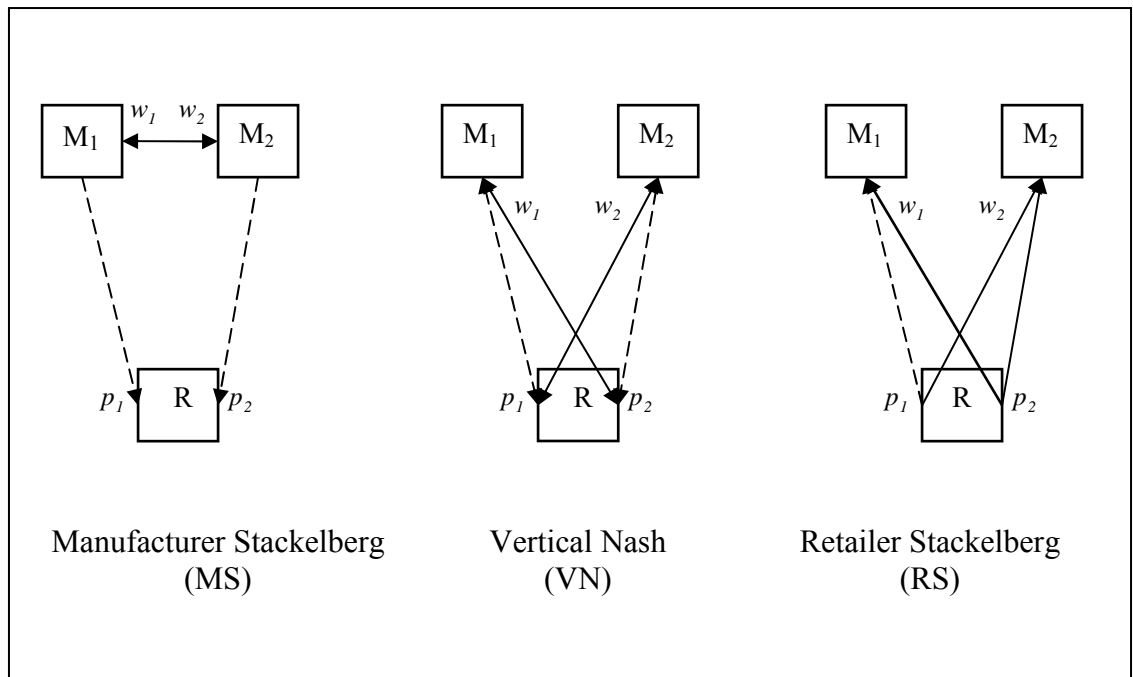 w₁ w₂
M₁ M₂
p₁ R p₂
Manufacturer Stackelberg
(MS)
M₁ M₂
w₁ w₂
p₁ R p₂
Vertical Nash
(VN)
M₁ M₂
w₁ w₂
p₁ R p₂
Retailer Stackelberg
(RS)